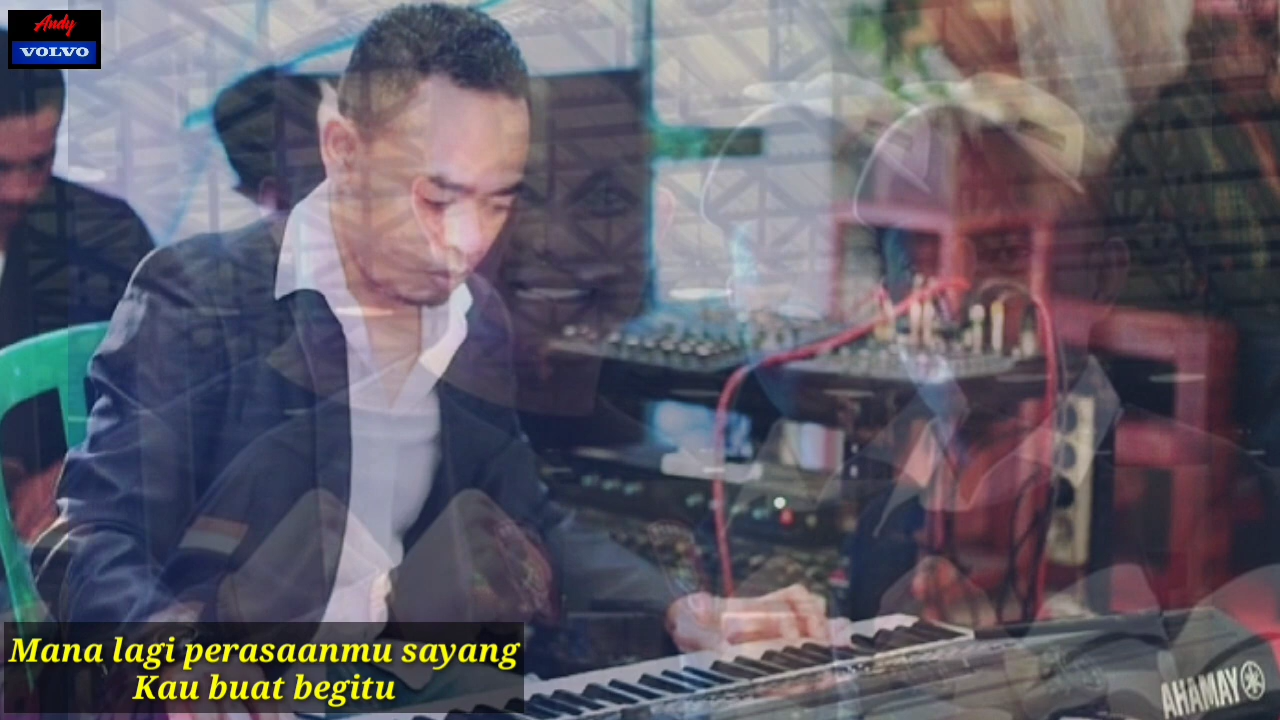 Andy
VOLVO
Mana lagi perasaanmu sayang
Kau buat begitu
AHAMAY